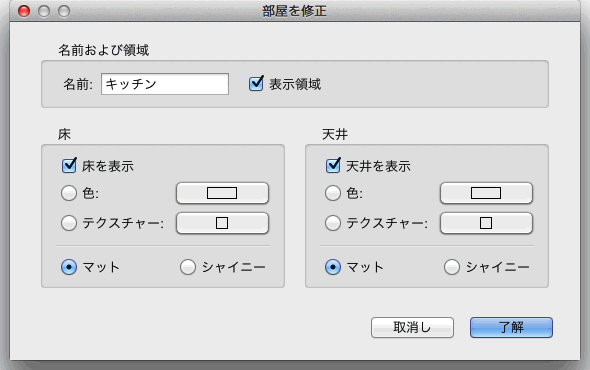 部屋を修正
名前および領域
名前: キッチン 表示領域
床
床を表示
色:
テクスチャー:
マット シャイニー
天井
天井を表示
色:
テクスチャー:
マット シャイニー
取消し 了解